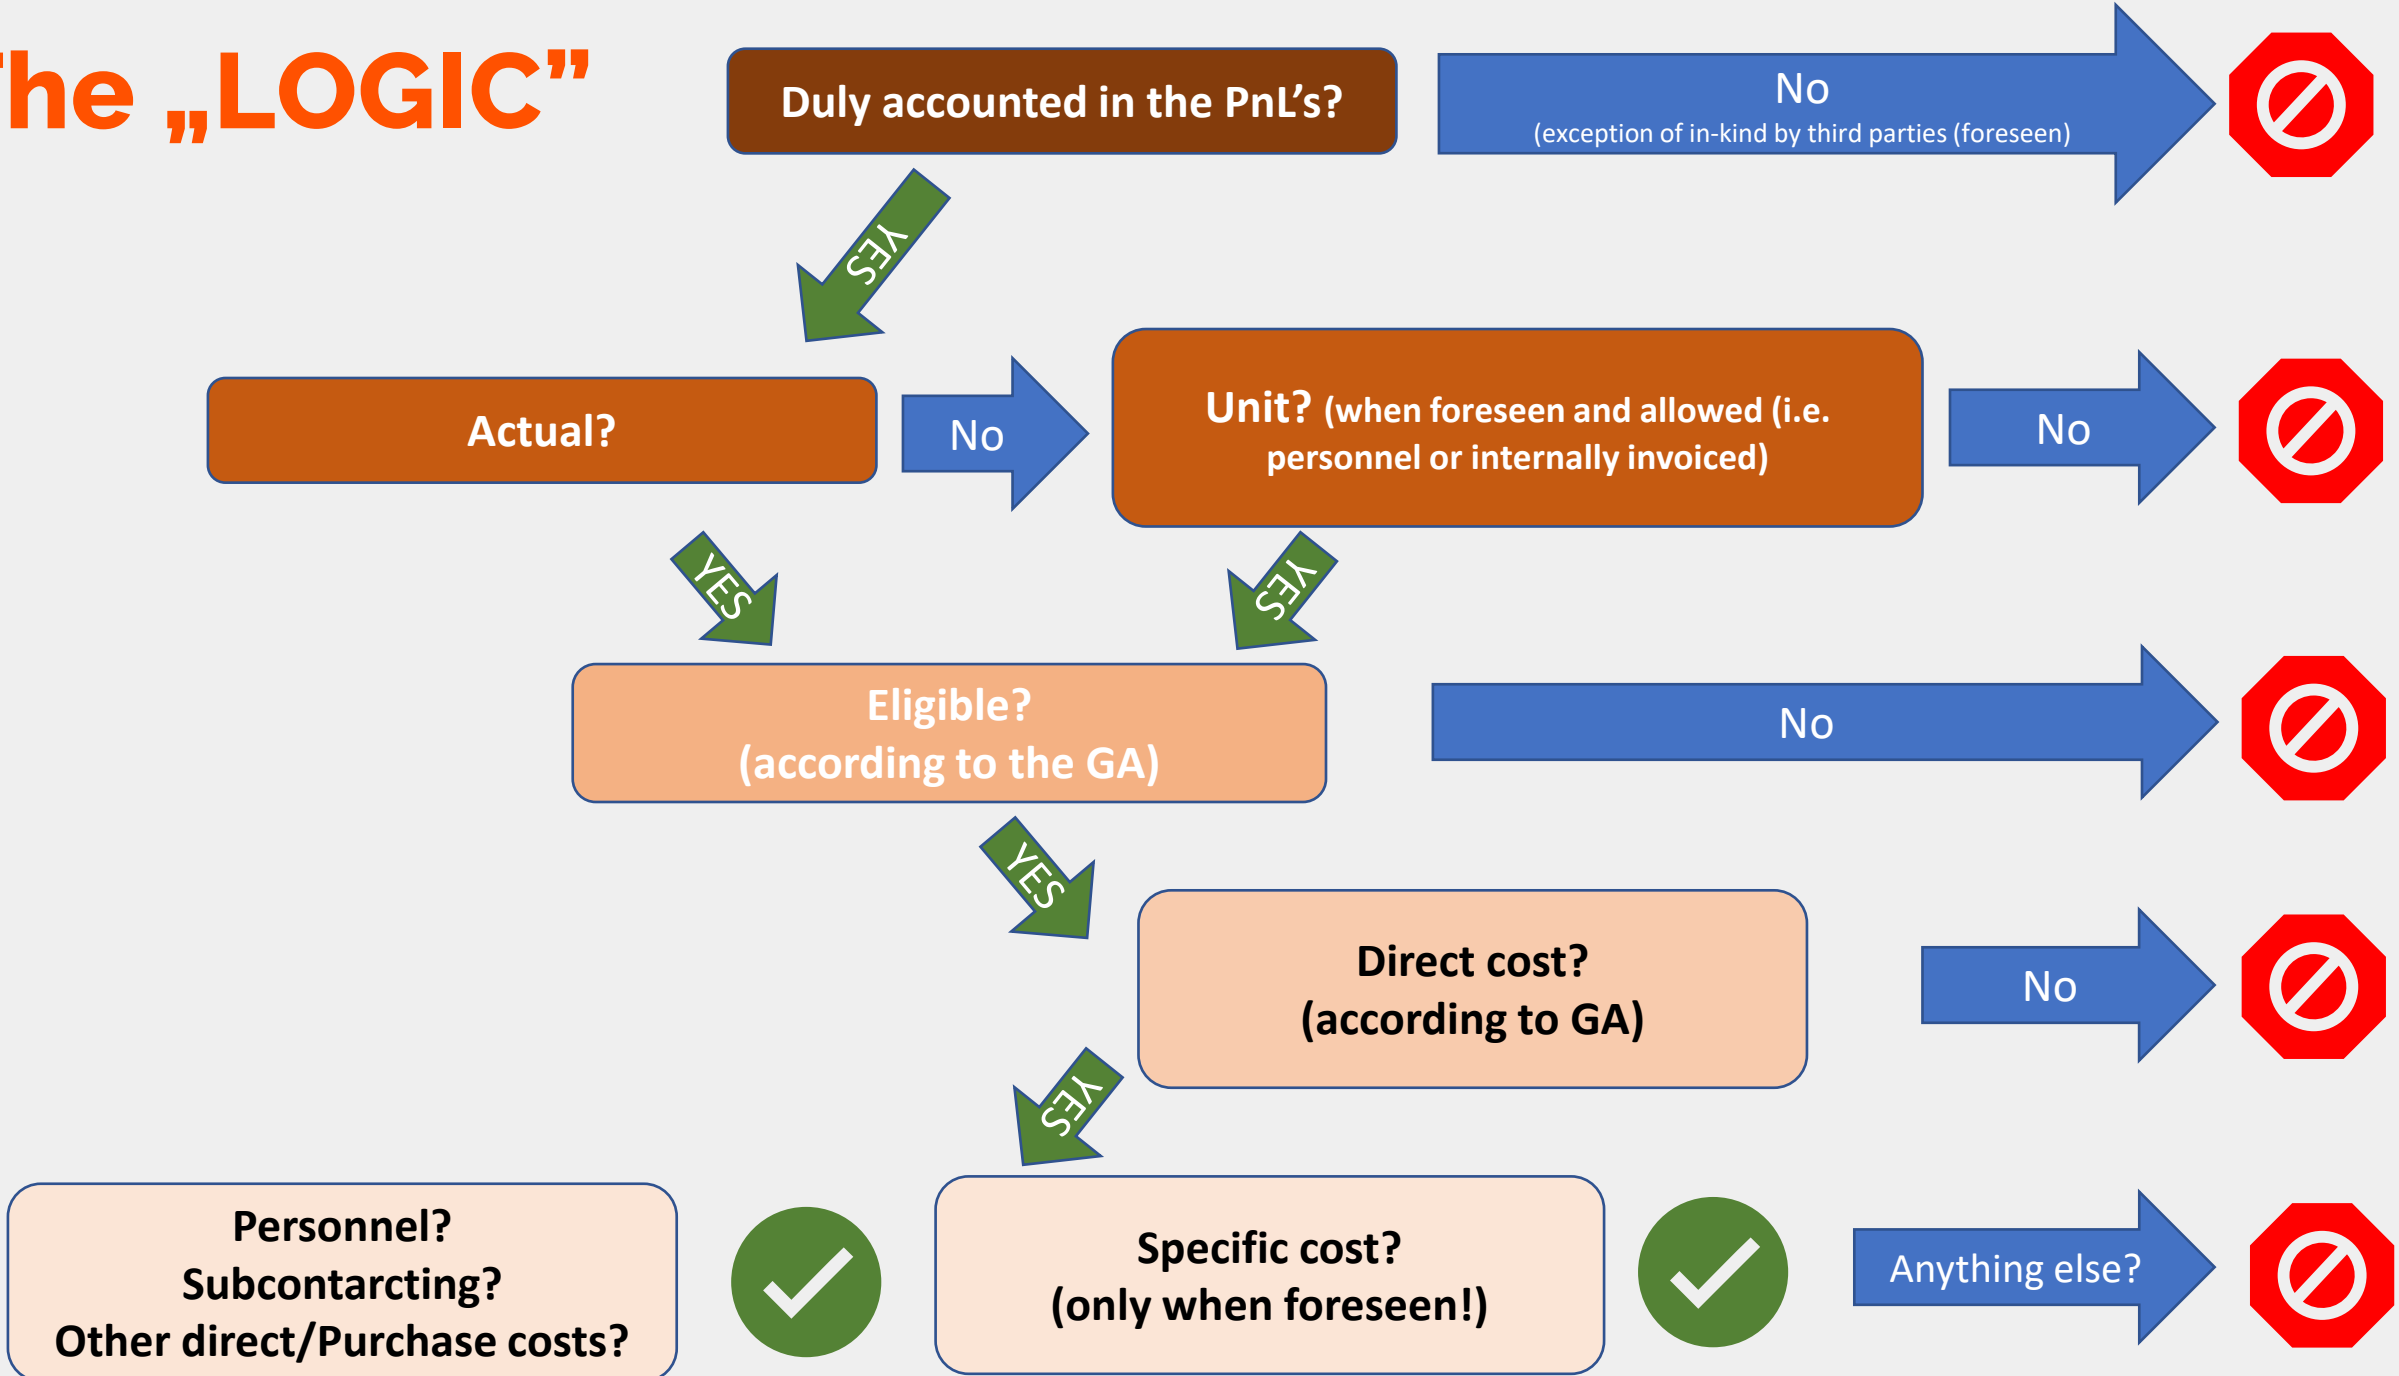 The „LOGIC”
Duly accounted in the PnL's?
No
(exception of in-kind by third parties (foreseen)
YES
Actual?
No
Unit? (when foreseen and allowed (i.e.
personnel or internally invoiced)
No
YES
YES
Eligible?
(according to the GA)
No
YES
Direct cost?
(according to GA)
No
YES
Personnel?
Subcontarcting?
Other direct/Purchase costs?
Specific cost?
(only when foreseen!)
Anything else?